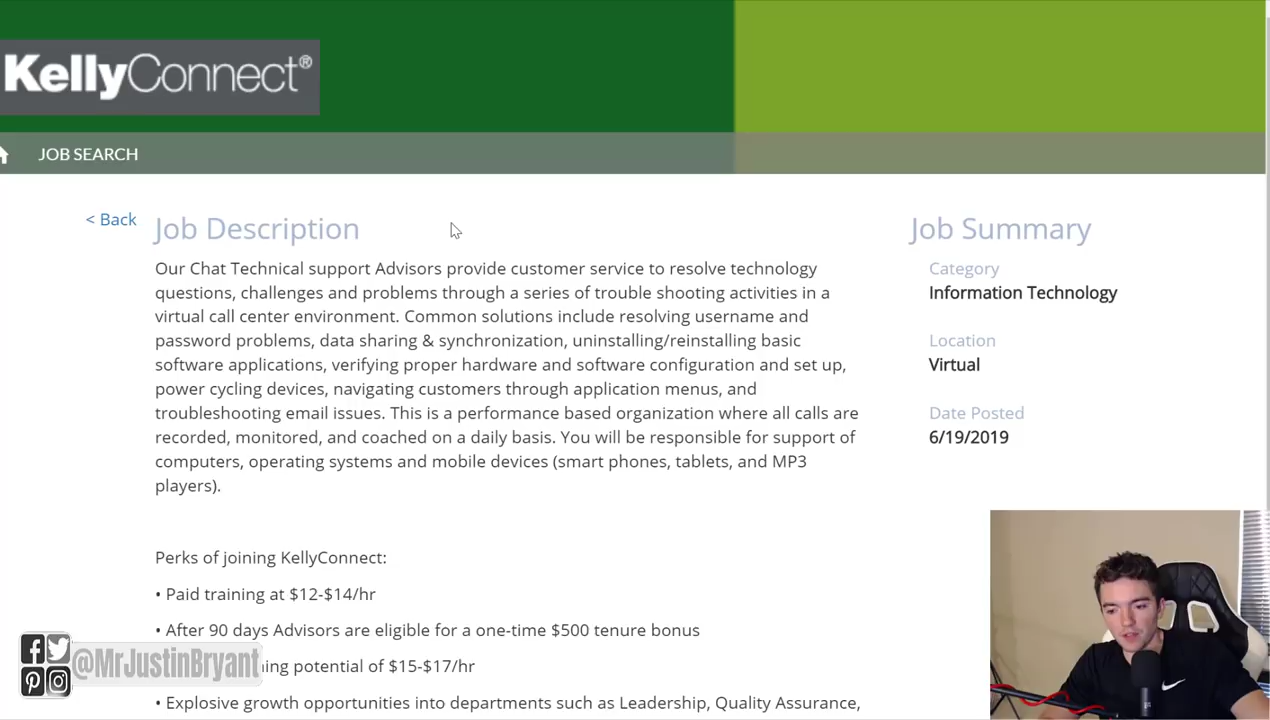 KellyConnect®
JOB SEARCH
< Back
Job Description
Our Chat Technical support Advisors provide customer service to resolve technology
questions, challenges and problems through a series of trouble shooting activities in a
virtual call center environment. Common solutions include resolving username and
password problems, data sharing & synchronization, uninstalling/reinstalling basic
software applications, verifying proper hardware and software configuration and set up,
power cycling devices, navigating customers through application menus, and
troubleshooting email issues. This is a performance based organization where all calls are
recorded, monitored, and coached on a daily basis. You will be responsible for support of
computers, operating systems and mobile devices (smart phones, tablets, and MP3
players).
Perks of joining KellyConnect:
• Paid training at $12-$14/hr
• After 90 days Advisors are eligible for a one-time $500 tenure bonus
potential of $15-$17/hr
• Explosive growth opportunities into departments such as Leadership, Quality Assurance,
Job Summary
Category
Information Technology
Location
Virtual
Date Posted
6/19/2019
@MrJustinBryant